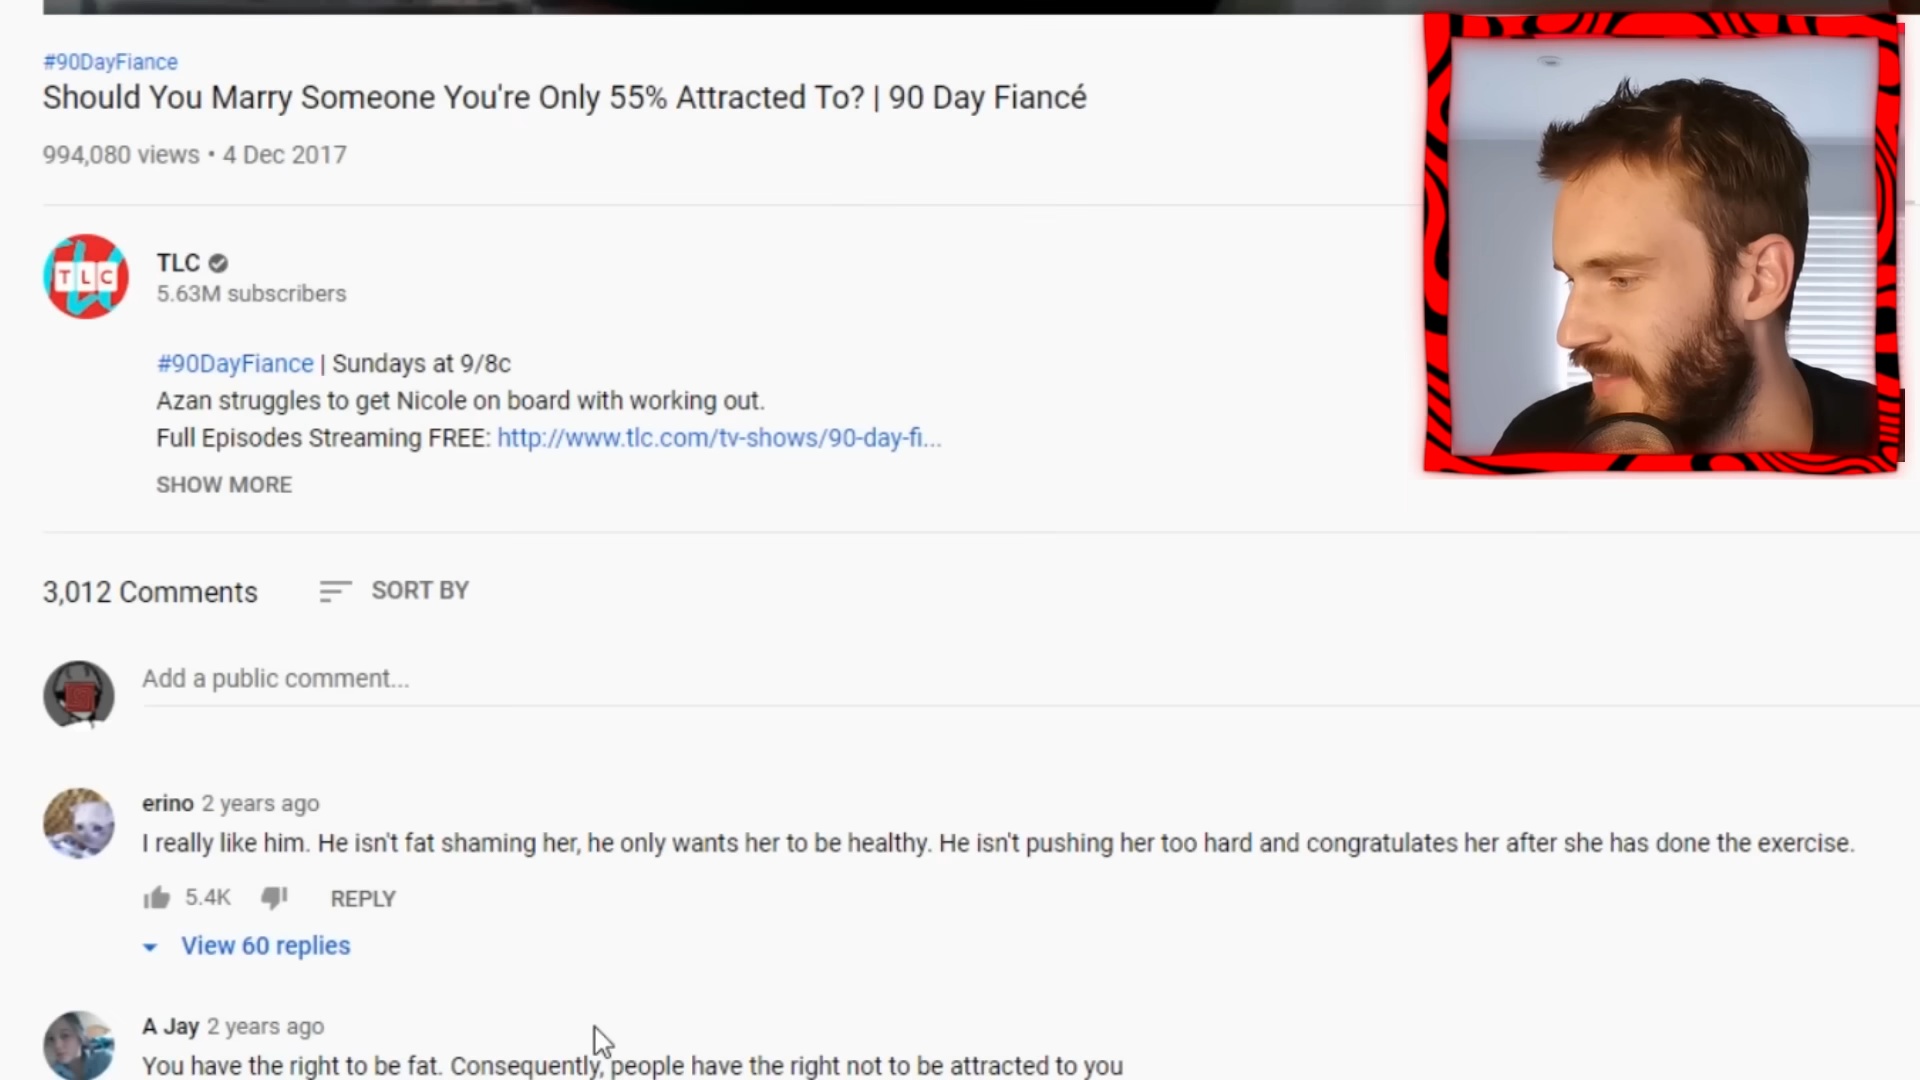 #90DayFiance
Should You Marry Someone You're Only 55% Attracted To? | 90 Day Fiancé
994,080 views • 4 Dec 2017
TLC
TLC
5.63M subscribers
#90DayFiance | Sundays at 9/8c
Azan struggles to get Nicole on board with working out.
Full Episodes Streaming FREE: http://www.tlc.com/tv-shows/90-day-fi...
SHOW MORE
3,012 Comments SORT BY
Add a public comment...
erino 2 years ago
I really like him. He isn't fat shaming her, he only wants her to be healthy. He isn't pushing her too hard and congratulates her after she has done the exercise.
5.4K REPLY
View 60 replies
A Jay 2 years ago
You have the right to be fat. Consequently, people have the right not to be attracted to you